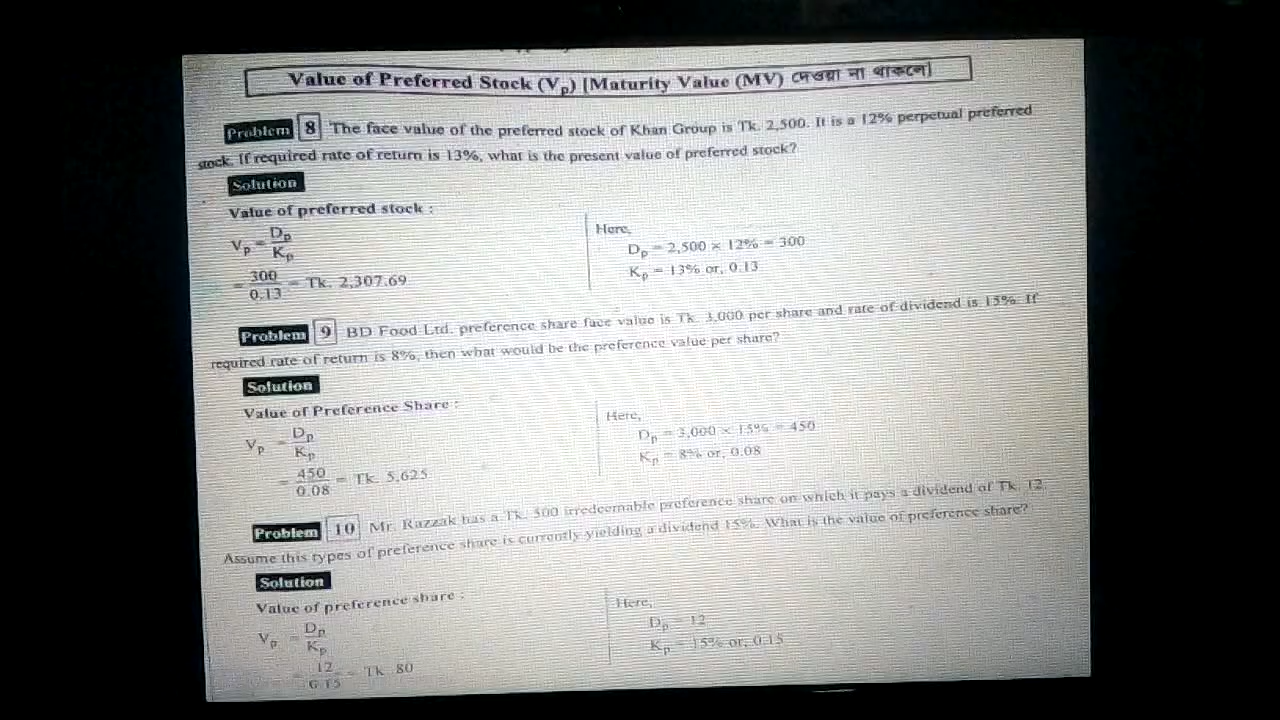 Value of Preferred Stock (Vp) [Maturity Value (MV) দেওয়া না থাকলে]
Problem 8 The face value of the preferred stock of Khan Group is Tk. 2,500. It is a 12% perpetual preferred
stock. If required rate of return is 13%, what is the present value of preferred stock?
Solution
Value of preferred stock :
Vp = Dp / Kp
= 300 / 0.13 = Tk. 2,307.69
Here,
Dp = 2,500 × 12% = 300
Kp = 13% or, 0.13
Problem 9 BD Food Ltd. preference share face value is Tk. 3,000 per share and rate of dividend is 15%. If
required rate of return is 8%, then what would be the preference value per share?
Solution
Value of Preference Share :
Vp = Dp / Kp
= 450 / 0.08 = Tk. 5,625
Here,
Dp = 3,000 × 15% = 450
Kp = 8% or, 0.08
Problem 10 Mr. Razzak has a Tk. 500 irredeemable preference share on which it pays a dividend of Tk. 12.
Assume this types of preference share is currently yielding a dividend 15%. What is the value of preference share?
Solution
Value of preference share :
Vp = Dp / Kp
= 12 / 0.15 = Tk. 80
Here,
Dp = 12
Kp = 15% or, 0.15